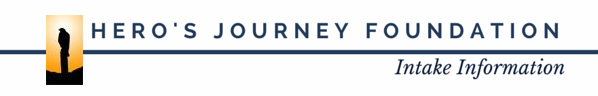 HERO'S JOURNEY FOUNDATION
Intake Information